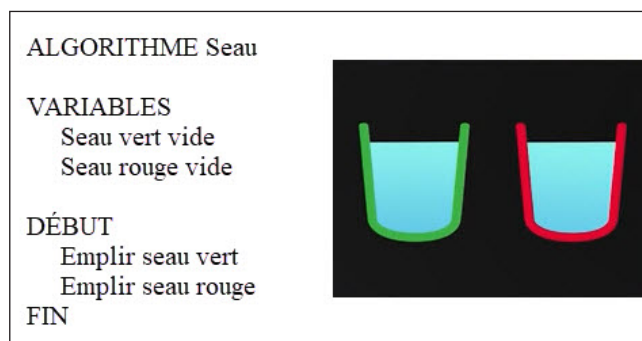 ALGORITHME Seau
VARIABLES
Seau vert vide
Seau rouge vide
DÉBUT
Emplir seau vert
Emplir seau rouge
FIN